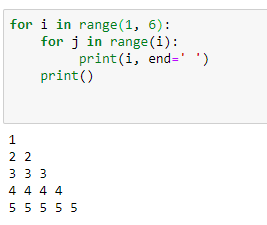 for i in range(1, 6):
    for j in range(i):
        print(i, end=' ')
    print()
1
2 2
3 3 3
4 4 4 4
5 5 5 5 5